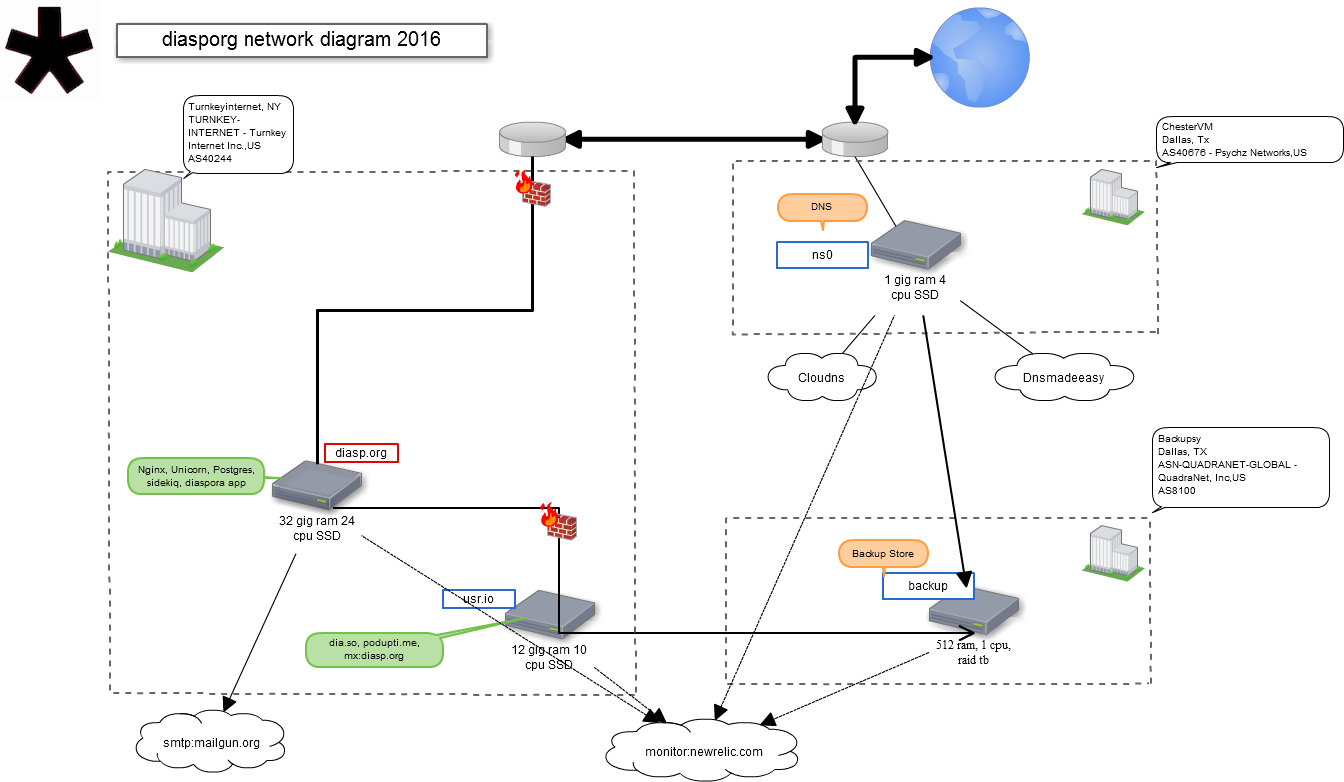 diasporg network diagram 2016
Turnkeyinternet, NY
TURNKEY-
INTERNET - Turnkey
Internet Inc.,US
AS40244
ChesterVM
Dallas, Tx
AS40676 - Psychz Networks,US
DNS
ns0
1 gig ram 4
cpu SSD
Cloudns
Dnsmadeeasy
diasp.org
Nginx, Unicorn, Postgres,
sidekiq, diaspora app
32 gig ram 24
cpu SSD
Backupsy
Dallas, TX
ASN-QUADRANET-GLOBAL -
QuadraNet, Inc,US
AS8100
Backup Store
backup
512 ram, 1 cpu,
raid tb
usr.io
dia.so, podupti.me,
mx:diasp.org
12 gig ram 10
cpu SSD
smtp:mailgun.org
monitor:newrelic.com